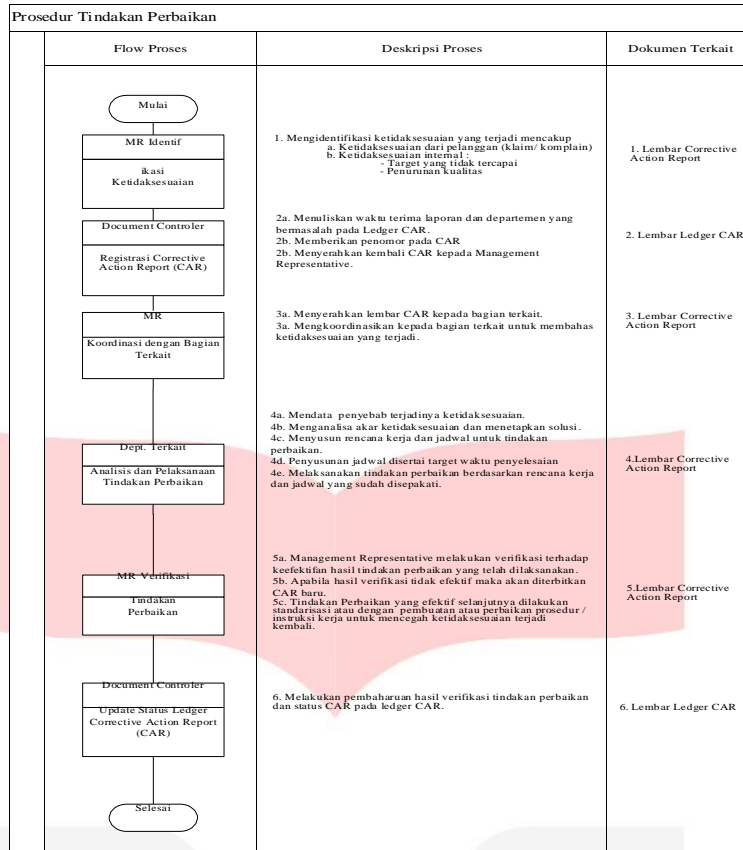 Prosedur Tindakan Perbaikan
Flow Proses
Deskripsi Proses
Dokumen Terkait
Mulai
MR Identif
ikasi
Ketidaksesuaian
1. Mengidentifikasi ketidaksesuaian yang terjadi mencakup
a. Ketidaksesuaian dari pelanggan (klaim/ komplain)
b. Ketidaksesuaian internal :
- Target yang tidak tercapai
- Penurunan kualitas
1. Lembar Corrective
Action Report
Document Controler
Registrasi Corrective
Action Report (CAR)
2a. Menuliskan waktu terima laporan dan departemen yang
bermasalah pada Ledger CAR.
2b. Memberikan penomor pada CAR
2b. Menyerahkan kembali CAR kepada Management
Representative.
2. Lembar Ledger CAR
MR
Koordinasi dengan Bagian
Terkait
3a. Menyerahkan lembar CAR kepada bagian terkait.
3a. Mengkoordinasikan kepada bagian terkait untuk membahas
ketidaksesuaian yang terjadi.
3. Lembar Corrective
Action Report
Dept. Terkait
Analisis dan Pelaksanaan
Tindakan Perbaikan
4a. Mendata penyebab terjadinya ketidaksesuaian.
4b. Menganalisa akar ketidaksesuaian dan menetapkan solusi.
4c. Menyusun rencana kerja dan jadwal untuk tindakan
perbaikan.
4d. Penyusunan jadwal disertai target waktu penyelesaian
4e. Melaksanakan tindakan perbaikan berdasarkan rencana kerja
dan jadwal yang sudah disepakati.
4.Lembar Corrective
Action Report
MR Verifikasi
Tindakan
Perbaikan
5a. Management Representative melakukan verifikasi terhadap
keefektifan hasil tindakan perbaikan yang telah dilaksanakan.
5b. Apabila hasil verifikasi tidak efektif maka akan diterbitkan
CAR baru.
5c. Tindakan Perbaikan yang efektif selanjutnya dilakukan
standarisasi atau dengan pembuatan atau perbaikan prosedur /
instruksi kerja untuk mencegah ketidaksesuaian terjadi
kembali.
5.Lembar Corrective
Action Report
Document Controler
Update Status Ledger
Corrective Action Report
(CAR)
6. Melakukan pembaharuan hasil verifikasi tindakan perbaikan
dan status CAR pada ledger CAR.
6. Lembar Ledger CAR
Selesai